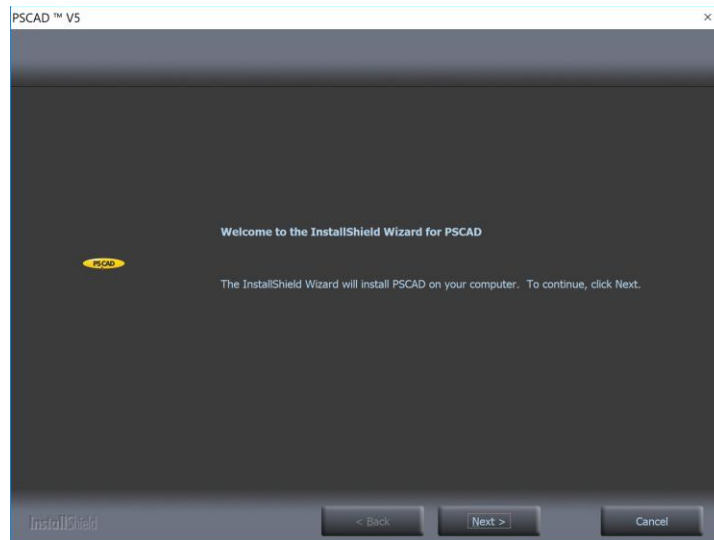 PSCAD ™ V5
×
Welcome to the InstallShield Wizard for PSCAD
PSCAD
The InstallShield Wizard will install PSCAD on your computer. To continue, click Next.
InstallShield
< Back
Next >
Cancel